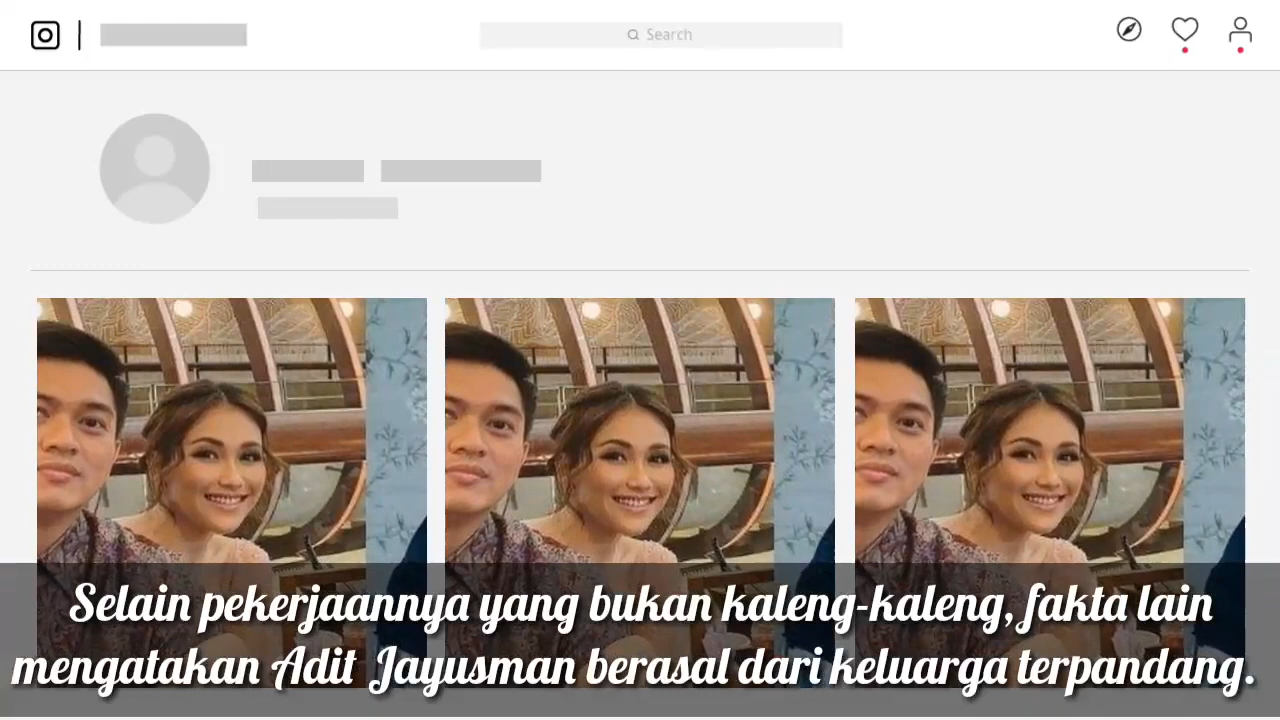 Search
Selain pekerjaannya yang bukan kaleng-kaleng, fakta lain
mengatakan Adit Jayusman berasal dari keluarga terpandang.